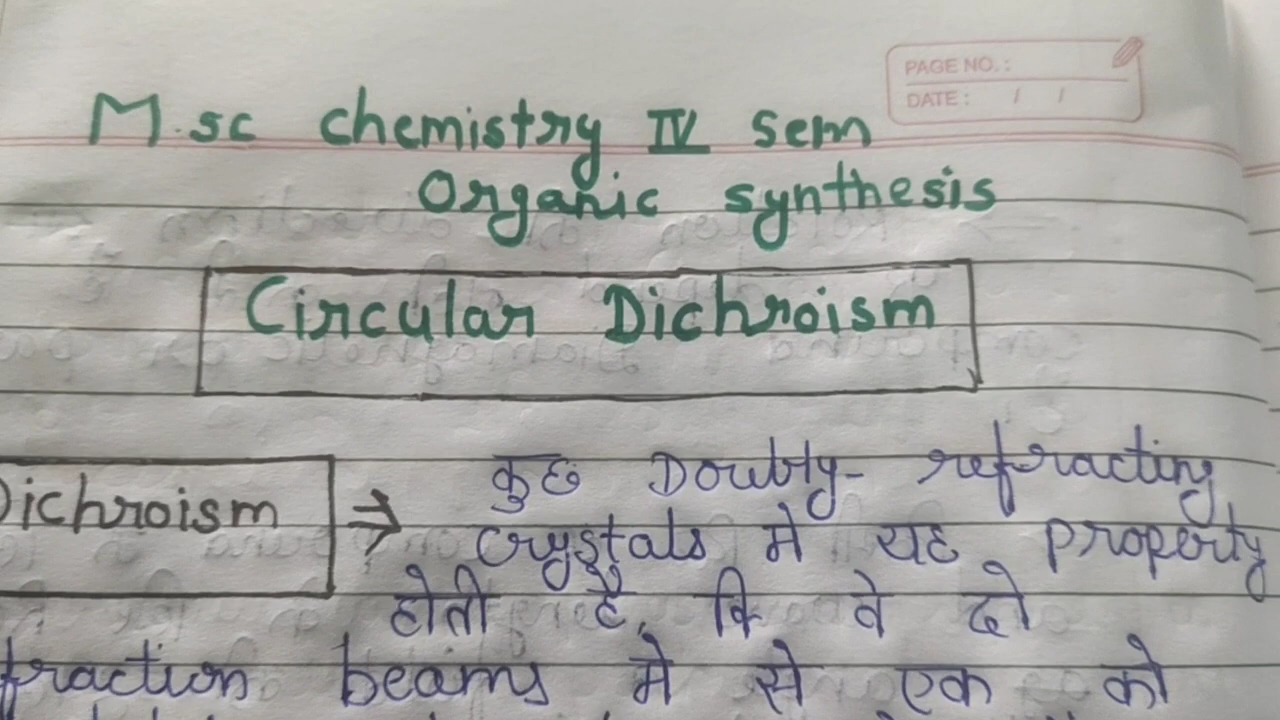 PAGE NO.:
DATE: / /
M.sc chemistry IV sem
Organic synthesis
Circular Dichroism
Dichroism → कुछ Doubly-refracting
crystals मे यह property
होती है, कि वे दो
fraction beams मे से एक को